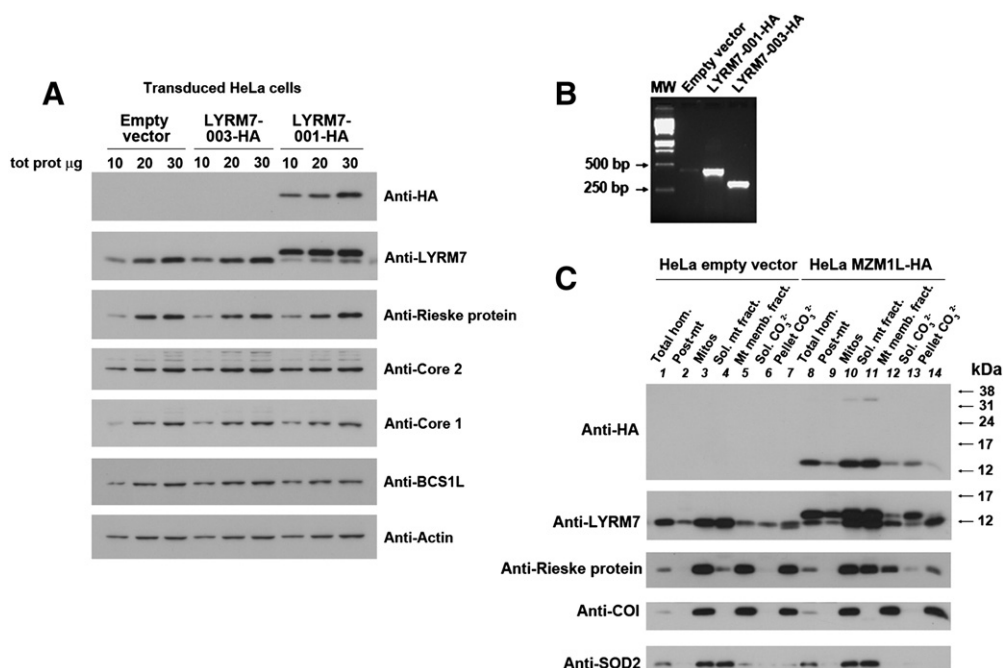 A
Transduced HeLa cells
Empty vector
LYRM7-003-HA
LYRM7-001-HA
tot prot µg
10 20 30 10 20 30 10 20 30
Anti-HA
Anti-LYRM7
Anti-Rieske protein
Anti-Core 2
Anti-Core 1
Anti-BCS1L
Anti-Actin
B
MW
Empty vector
LYRM7-001-HA
LYRM7-003-HA
500 bp
250 bp
C
HeLa empty vector
HeLa MZM1L-HA
Total hom.
Post-mt
Mitos
Sol. mt fract.
Mt memb. fract.
Sol. CO3 2-
Pellet CO3 2-
Total hom.
Post-mt
Mitos
Sol. mt fract.
Mt memb. fract.
Sol. CO3 2-
Pellet CO3 2-
1 2 3 4 5 6 7 8 9 10 11 12 13 14
kDa
38
31
24
17
12
Anti-HA
17
12
Anti-LYRM7
Anti-Rieske protein
Anti-COI
Anti-SOD2